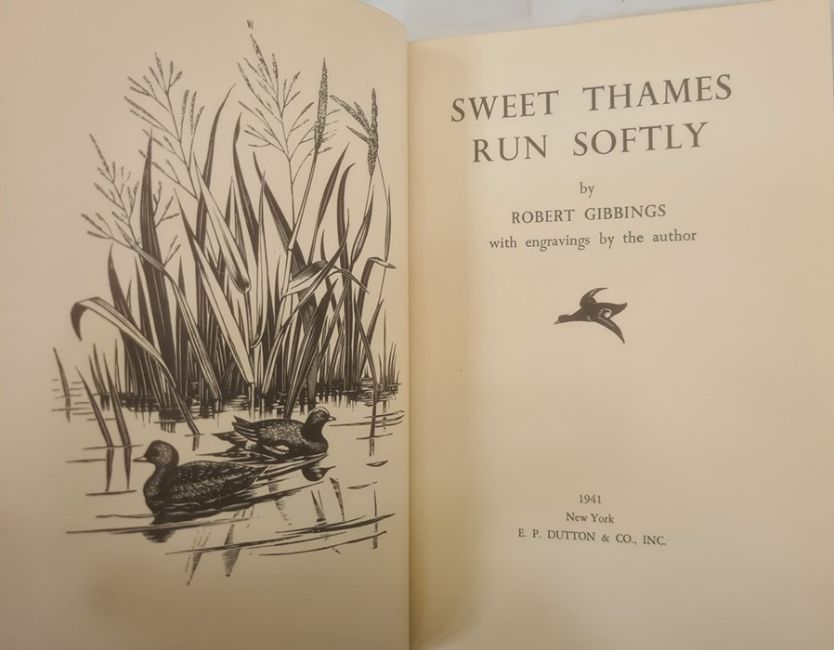 SWEET THAMES
RUN SOFTLY
by
ROBERT GIBBINGS
with engravings by the author
1941
New York
E. P. DUTTON & CO., INC.